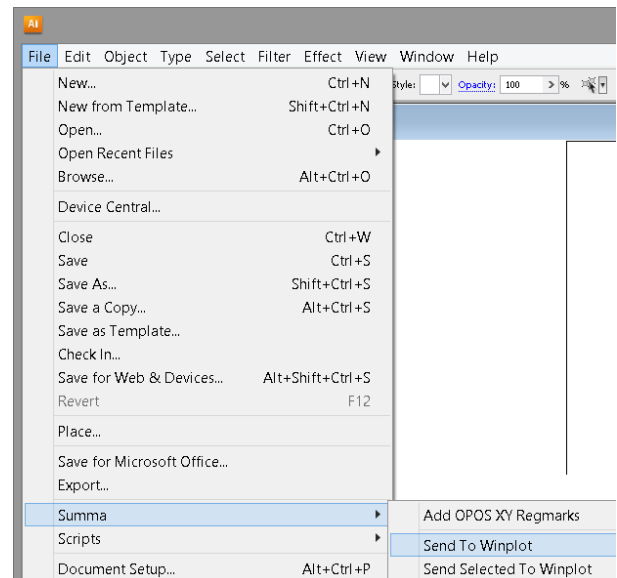 Ai
File Edit Object Type Select Filter Effect View Window Help
New... Ctrl+N
Style: Opacity: 100 > %
New from Template... Shift+Ctrl+N
Open... Ctrl+O
Open Recent Files
Browse... Alt+Ctrl+O
Device Central...
Close Ctrl+W
Save Ctrl+S
Save As... Shift+Ctrl+S
Save a Copy... Alt+Ctrl+S
Save as Template...
Check In...
Save for Web & Devices... Alt+Shift+Ctrl+S
Revert F12
Place...
Save for Microsoft Office...
Export...
Summa Add OPOS XY Regmarks
Scripts Send To Winplot
Document Setup... Alt+Ctrl+P Send Selected To Winplot